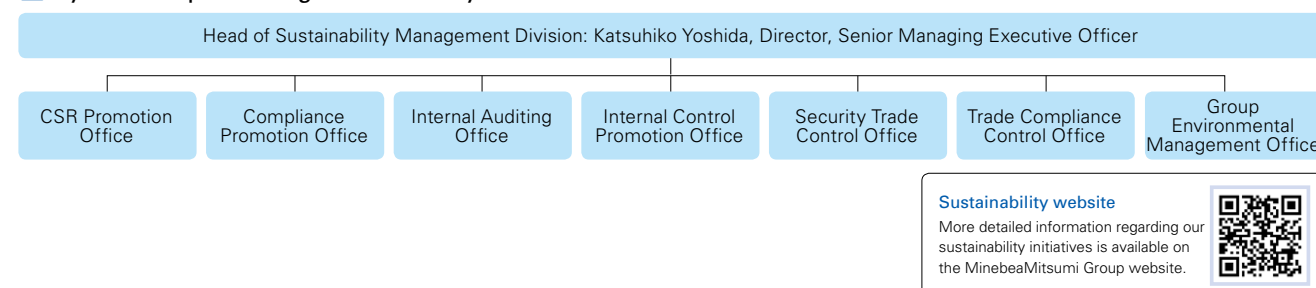 Head of Sustainability Management Division: Katsuhiko Yoshida, Director, Senior Managing Executive Officer
CSR Promotion
Office
Compliance
Promotion Office
Internal Auditing
Office
Internal Control
Promotion Office
Security Trade
Control Office
Trade Compliance
Control Office
Group
Environmental
Management Office
Sustainability website
More detailed information regarding our
sustainability initiatives is available on
the MinebeaMitsumi Group website.